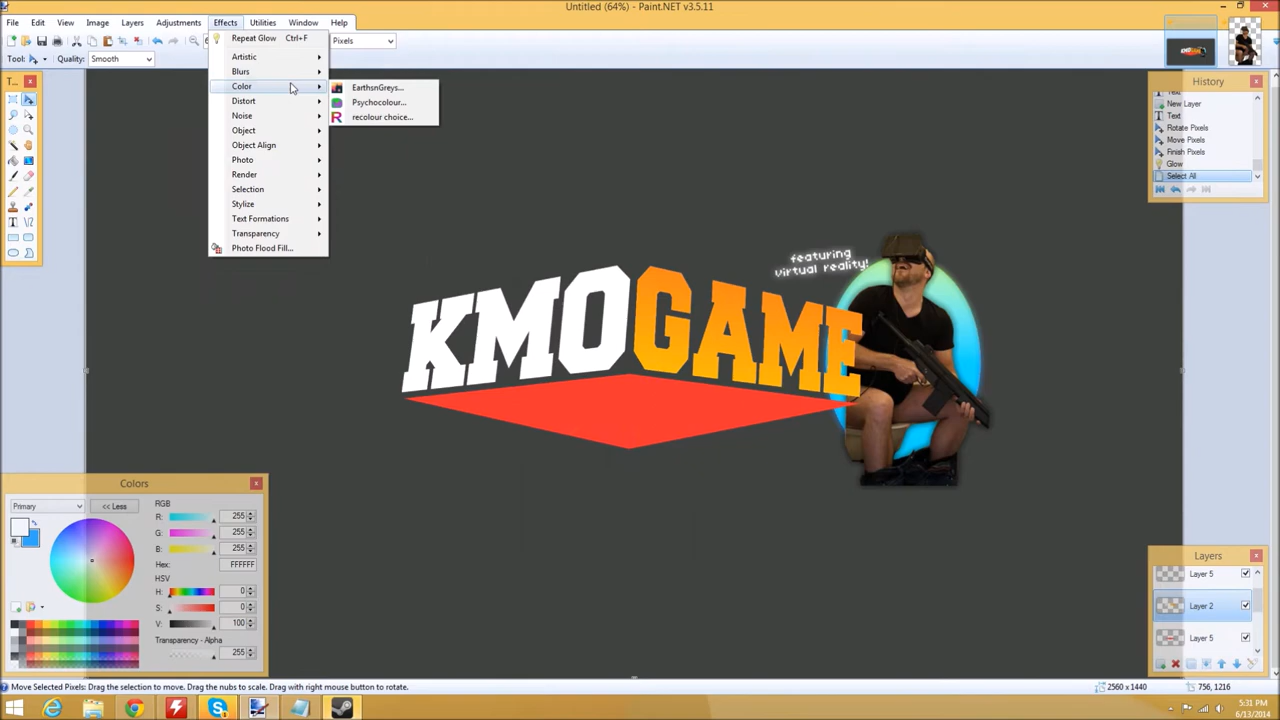 Untitled (64%) - Paint.NET v3.5.11
File Edit View Image Layers Adjustments Effects Utilities Window Help
Pixels
Tool: Quality: Smooth
Repeat Glow Ctrl+F
Artistic
Blurs
Color
Distort
Noise
Object
Object Align
Photo
Render
Selection
Stylize
Text Formations
Transparency
Photo Flood Fill...
EarthsnGreys...
Psychocolour...
recolour choice...
T...
History
Text
New Layer
Text
Rotate Pixels
Move Pixels
Finish Pixels
Glow
Select All
KMOGAME
featuring
virtual reality!
KMOGAME
Colors
Primary
<< Less
RGB
R: 255
G: 255
B: 255
Hex: FFFFFF
HSV
H: 0
S: 0
V: 100
Transparency - Alpha
255
Layers
Layer 5
Layer 2
Layer 5
Move Selected Pixels: Drag the selection to move. Drag the nubs to scale. Drag with right mouse button to rotate.
2560 x 1440
756, 1216
5:31 PM
6/13/2014